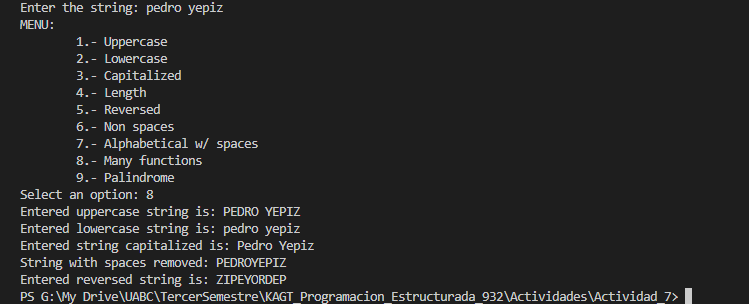 Enter the string: pedro yepiz
MENU:
1.- Uppercase
2.- Lowercase
3.- Capitalized
4.- Length
5.- Reversed
6.- Non spaces
7.- Alphabetical w/ spaces
8.- Many functions
9.- Palindrome
Select an option: 8
Entered uppercase string is: PEDRO YEPIZ
Entered lowercase string is: pedro yepiz
Entered string capitalized is: Pedro Yepiz
String with spaces removed: PEDROYEPIZ
Entered reversed string is: ZIPEYORDEP
PS G:\My Drive\UABC\TercerSemestre\KAGT_Programacion_Estructurada_932\Actividades\Actividad_7>